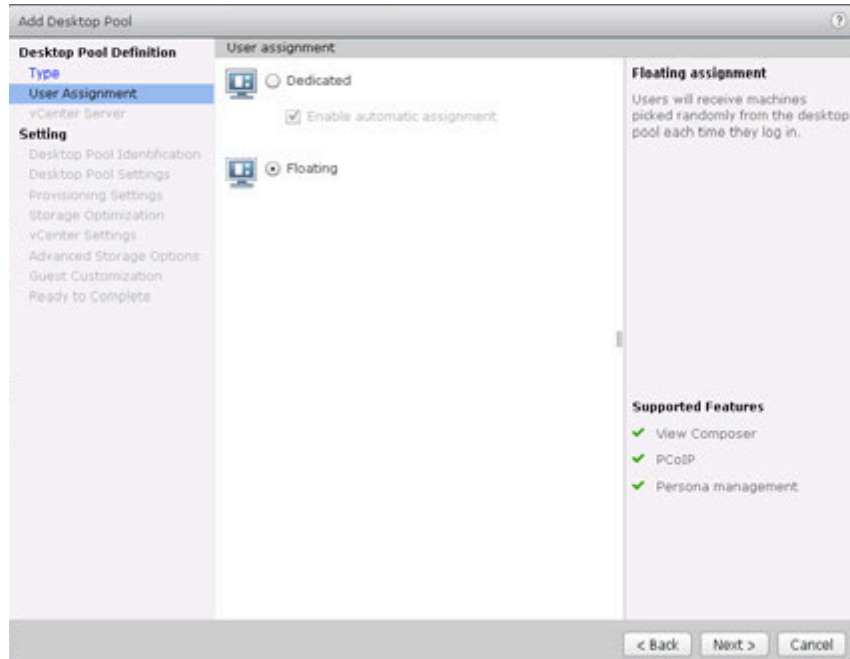 Add Desktop Pool
?
Desktop Pool Definition
Type
User Assignment
vCenter Server
Setting
Desktop Pool Identification
Desktop Pool Settings
Provisioning Settings
Storage Optimization
vCenter Settings
Advanced Storage Options
Guest Customization
Ready to Complete
User assignment
Dedicated
Enable automatic assignment
Floating
Floating assignment
Users will receive machines
picked randomly from the desktop
pool each time they log in.
Supported Features
View Composer
PCoIP
Persona management
< Back
Next >
Cancel